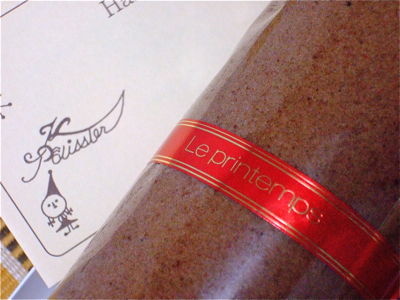 Ha
K
Pâtissier
Le printemps